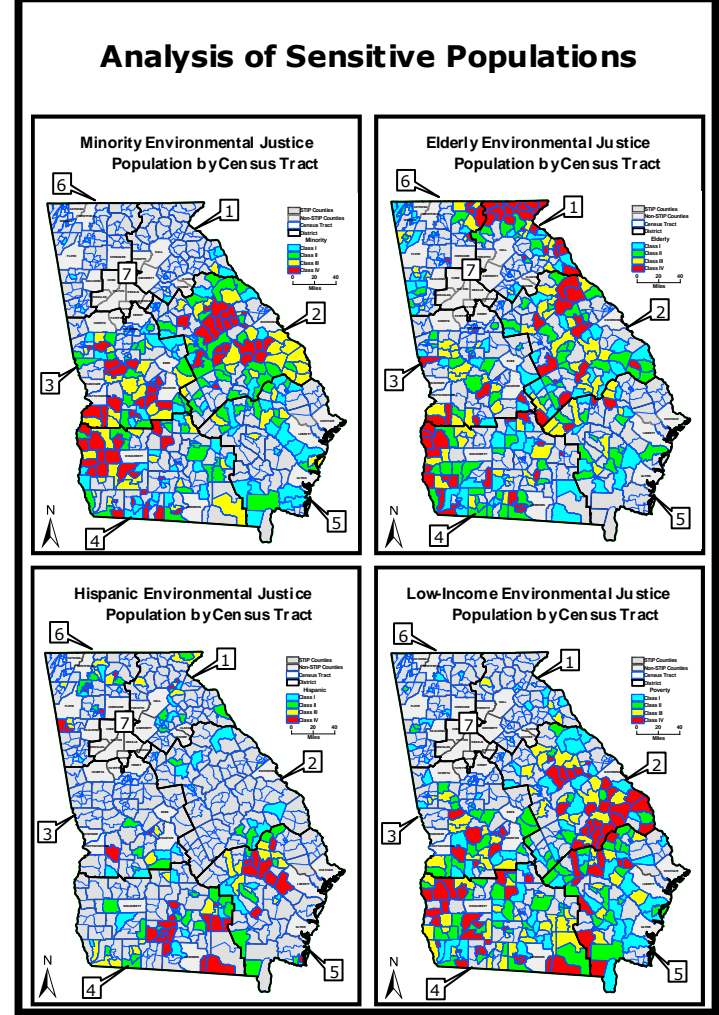 Analysis of Sensitive Populations
Minority Environmental Justice
Population by Census Tract
6
1
7
2
3
4
5
N
STIP Counties
Non-STIP Counties
Census Tract
District
Minority
Class I
Class II
Class III
Class IV
0 20 40
Miles
Elderly Environmental Justice
Population by Census Tract
6
1
7
2
3
4
5
N
STIP Counties
Non-STIP Counties
Census Tract
District
Elderly
Class I
Class II
Class III
Class IV
0 20 40
Miles
Hispanic Environmental Justice
Population by Census Tract
6
1
7
2
3
4
5
N
STIP Counties
Non-STIP Counties
Census Tract
District
Hispanic
Class I
Class II
Class III
Class IV
0 20 40
Miles
Low-Income Environmental Justice
Population by Census Tract
6
1
7
2
3
4
5
N
STIP Counties
Non-STIP Counties
Census Tract
District
Poverty
Class I
Class II
Class III
Class IV
0 20 40
Miles